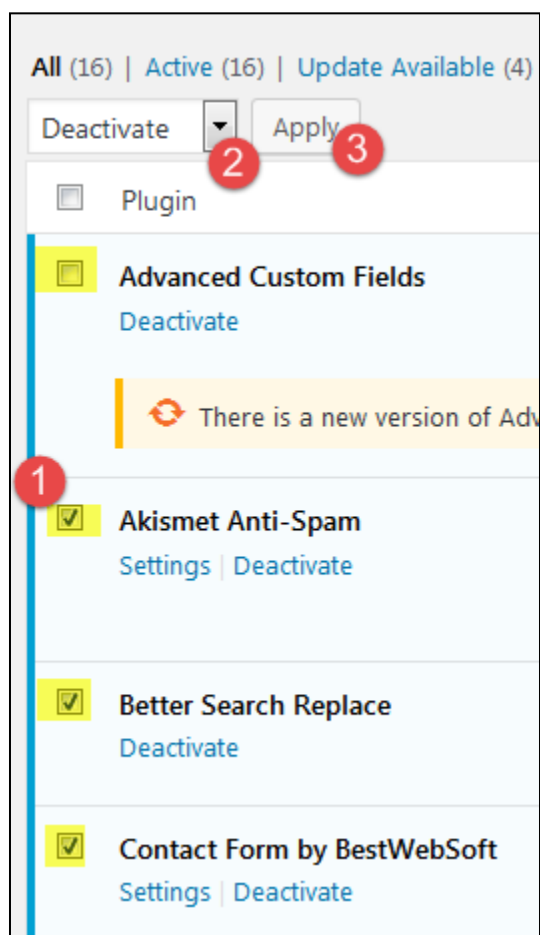 All (16) | Active (16) | Update Available (4)
Deactivate Apply
2 3
Plugin
Advanced Custom Fields
Deactivate
There is a new version of Adv
1
Akismet Anti-Spam
Settings | Deactivate
Better Search Replace
Deactivate
Contact Form by BestWebSoft
Settings | Deactivate